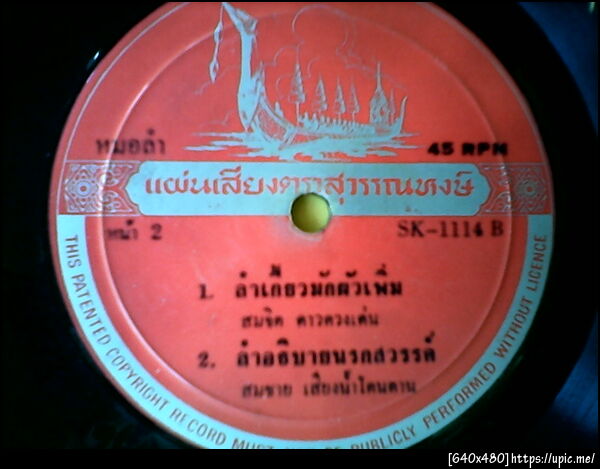 หมอลำ
45 RPM
แผ่นเสียงตราสุวรรณหงษ์
หน้า 2
SK-1114 B
1. ลำเกี้ยวมักผัวเพิ่น
สมจิต ดาวดวงเด่น
2. ลำอธิบายนรกสวรรค์
สมชาย เสียงน้ำโตนตาด
THIS PATENTED COPYRIGHT RECORD MUST PUBLICLY PERFORMED WITHOUT LICENCE
[640x480]https://upic.me/